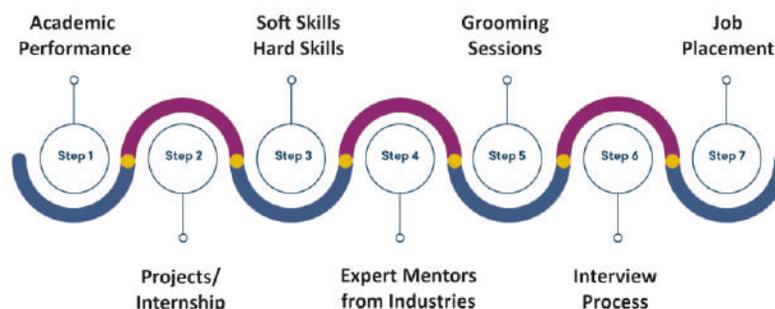 Academic
Performance
Soft Skills
Hard Skills
Grooming
Sessions
Job
Placement
Step 1
Step 2
Step 3
Step 4
Step 5
Step 6
Step 7
Projects/
Internship
Expert Mentors
from Industries
Interview
Process